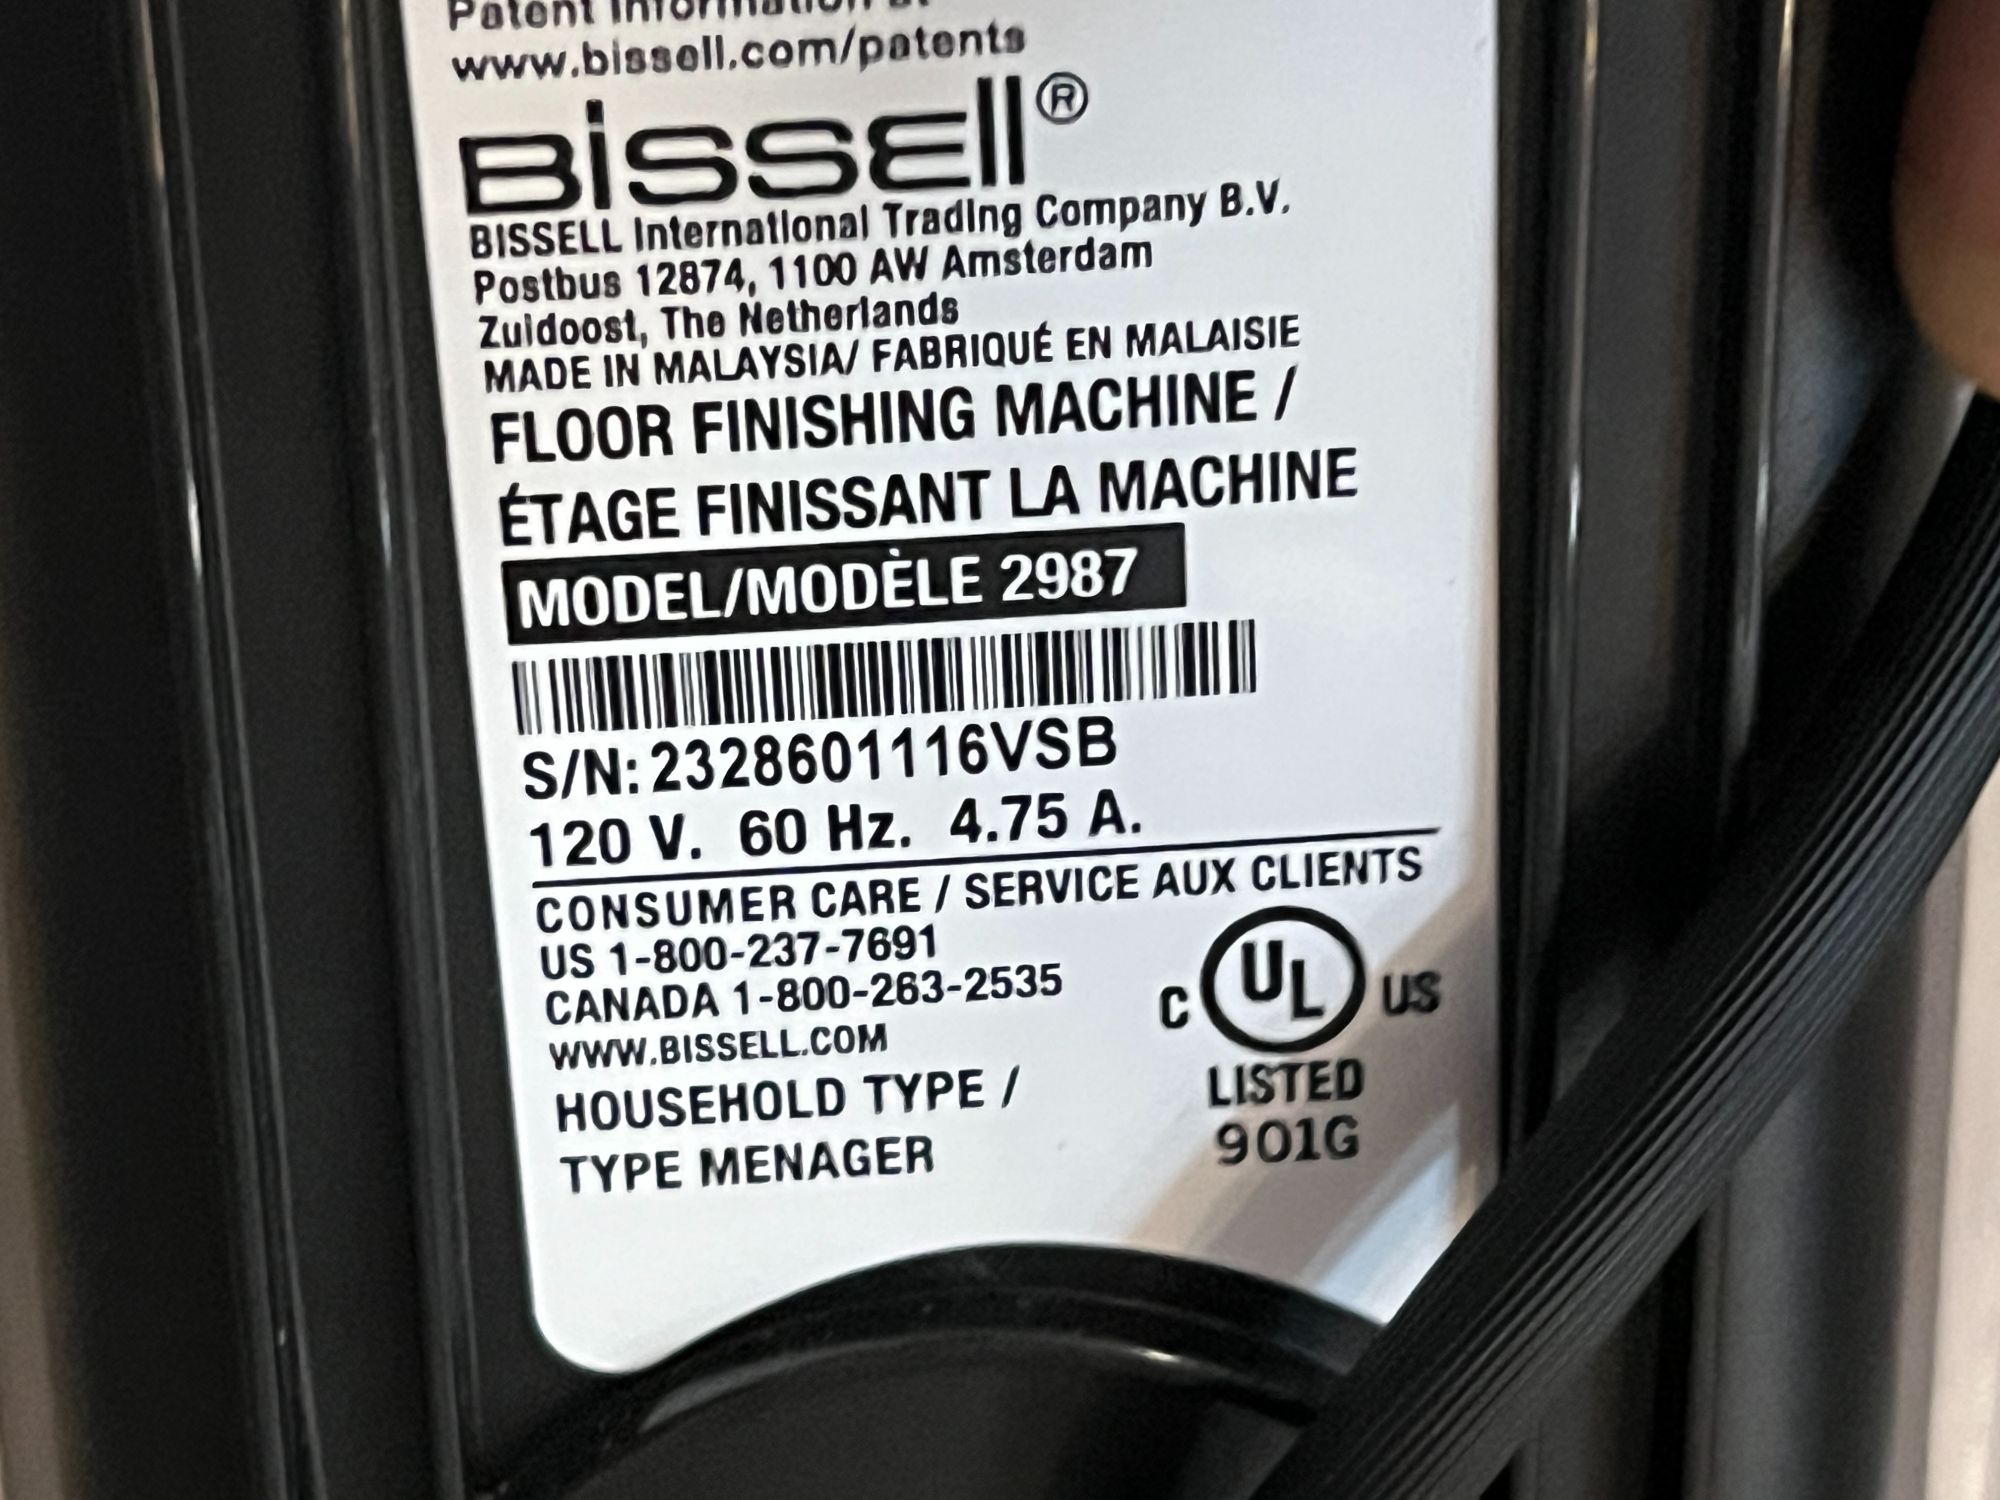 Patent Information at
www.bissell.com/patents
BISSELL®
BISSELL International Trading Company B.V.
Postbus 12874, 1100 AW Amsterdam
Zuidoost, The Netherlands
MADE IN MALAYSIA/ FABRIQUÉ EN MALAISIE
FLOOR FINISHING MACHINE /
ÉTAGE FINISSANT LA MACHINE
MODEL/MODÈLE 2987
S/N: 2328601116VSB
120 V. 60 Hz. 4.75 A.
CONSUMER CARE / SERVICE AUX CLIENTS
US 1-800-237-7691
CANADA 1-800-263-2535
WWW.BISSELL.COM
HOUSEHOLD TYPE /
TYPE MENAGER
C UL US
LISTED
901G